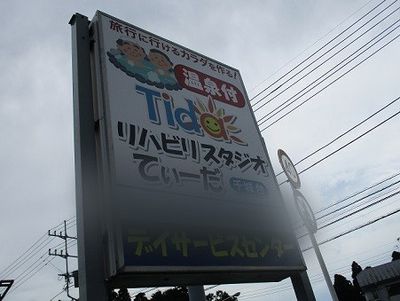 旅行に行けるカラダを作る!
温泉付
Tida
リハビリスタジオ
てぃーだ
デイサービスセンター